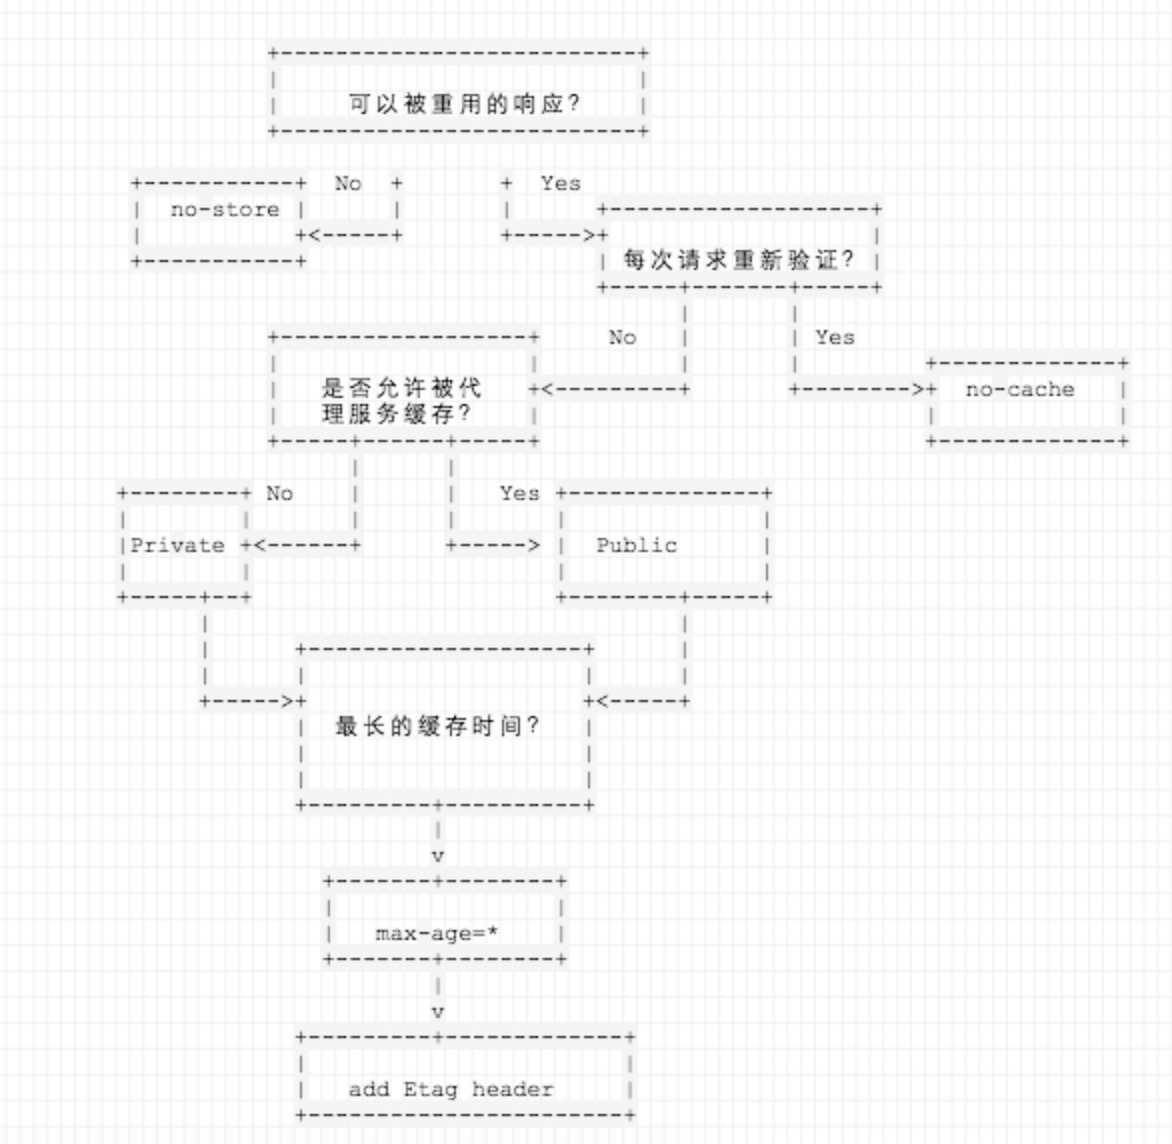 可以被重用的响应?
No
Yes
no-store
每次请求重新验证?
No
Yes
no-cache
是否允许被代
理服务缓存?
No
Yes
Private
Public
最长的缓存时间?
max-age=*
add Etag header